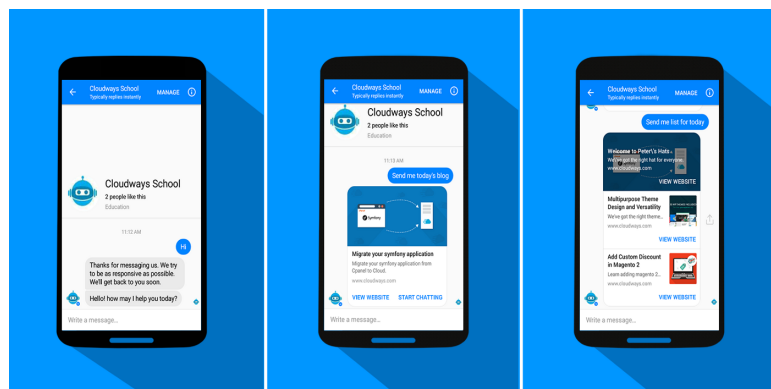 Cloudways School
Typically replies instantly
MANAGE
Cloudways School
2 people like this
Education
11:12 AM
Hi
Thanks for messaging us. We try
to be as responsive as possible.
We'll get back to you soon.
Hello! how may I help you today?
Write a message...
Cloudways School
Typically replies instantly
MANAGE
Cloudways School
2 people like this
Education
11:13 AM
Send me today's blog
Symfony
Migrate your symfony application
Migrate your symfony application from
Cpanel to Cloud.
www.cloudways.com
VIEW WEBSITE
START CHATTING
Write a message...
Cloudways School
Typically replies instantly
MANAGE
Send me list for today
Welcome to Peter\'s Hats
We've got the right hat for everyone.
www.cloudways.com
VIEW WEBSITE
Multipurpose Theme
Design and Versatility
We've got the right theme..
www.cloudways.com
VIEW WEBSITE
Add Custom Discount
in Magento 2
Learn adding magento 2..
www.cloudways.com
VIEW WEBSITE
Write a message...